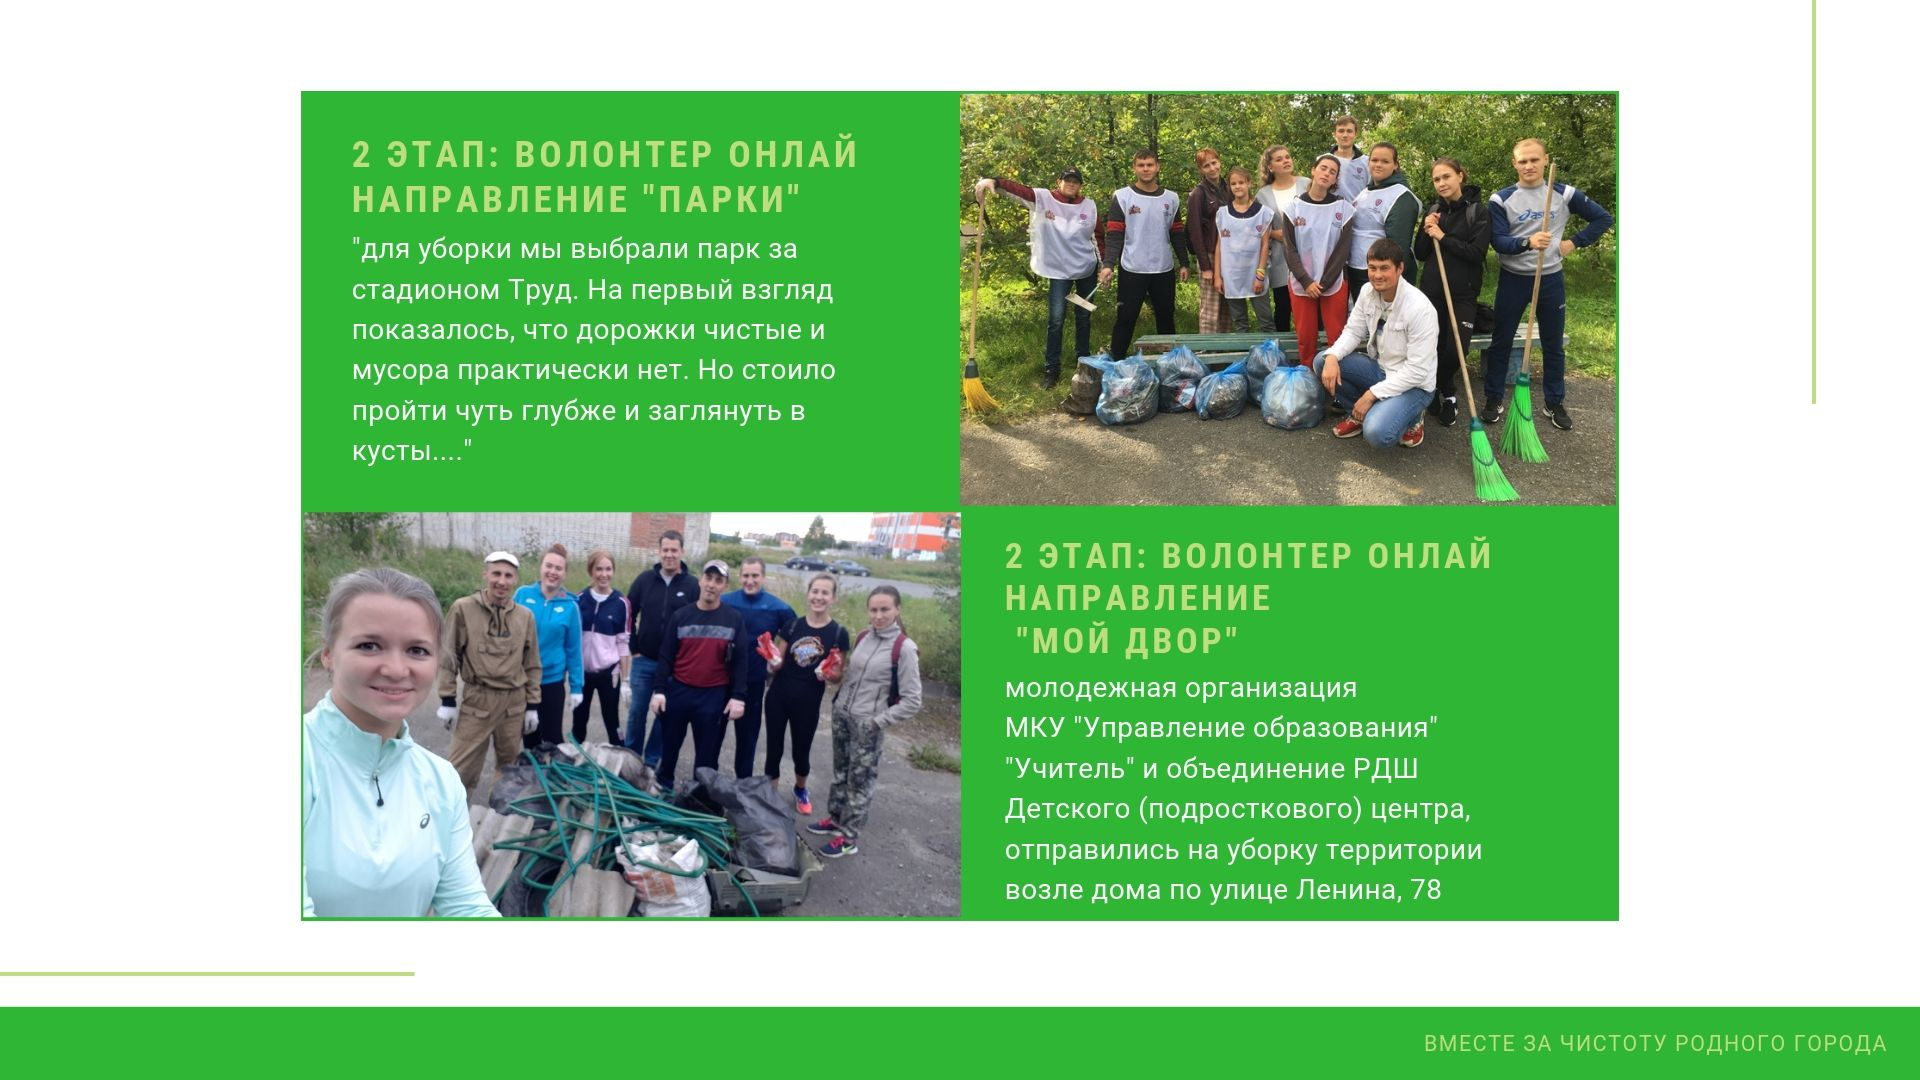 2 ЭТАП: ВОЛОНТЕР ОНЛАЙ
НАПРАВЛЕНИЕ "ПАРКИ"
"для уборки мы выбрали парк за
стадионом Труд. На первый взгляд
показалось, что дорожки чистые и
мусора практически нет. Но стоило
пройти чуть глубже и заглянуть в
кусты...."
asics
2 ЭТАП: ВОЛОНТЕР ОНЛАЙ
НАПРАВЛЕНИЕ
"МОЙ ДВОР"
молодежная организация
МКУ "Управление образования"
"Учитель" и объединение РДШ
Детского (подросткового) центра,
отправились на уборку территории
возле дома по улице Ленина, 78
ВМЕСТЕ ЗА ЧИСТОТУ РОДНОГО ГОРОДА